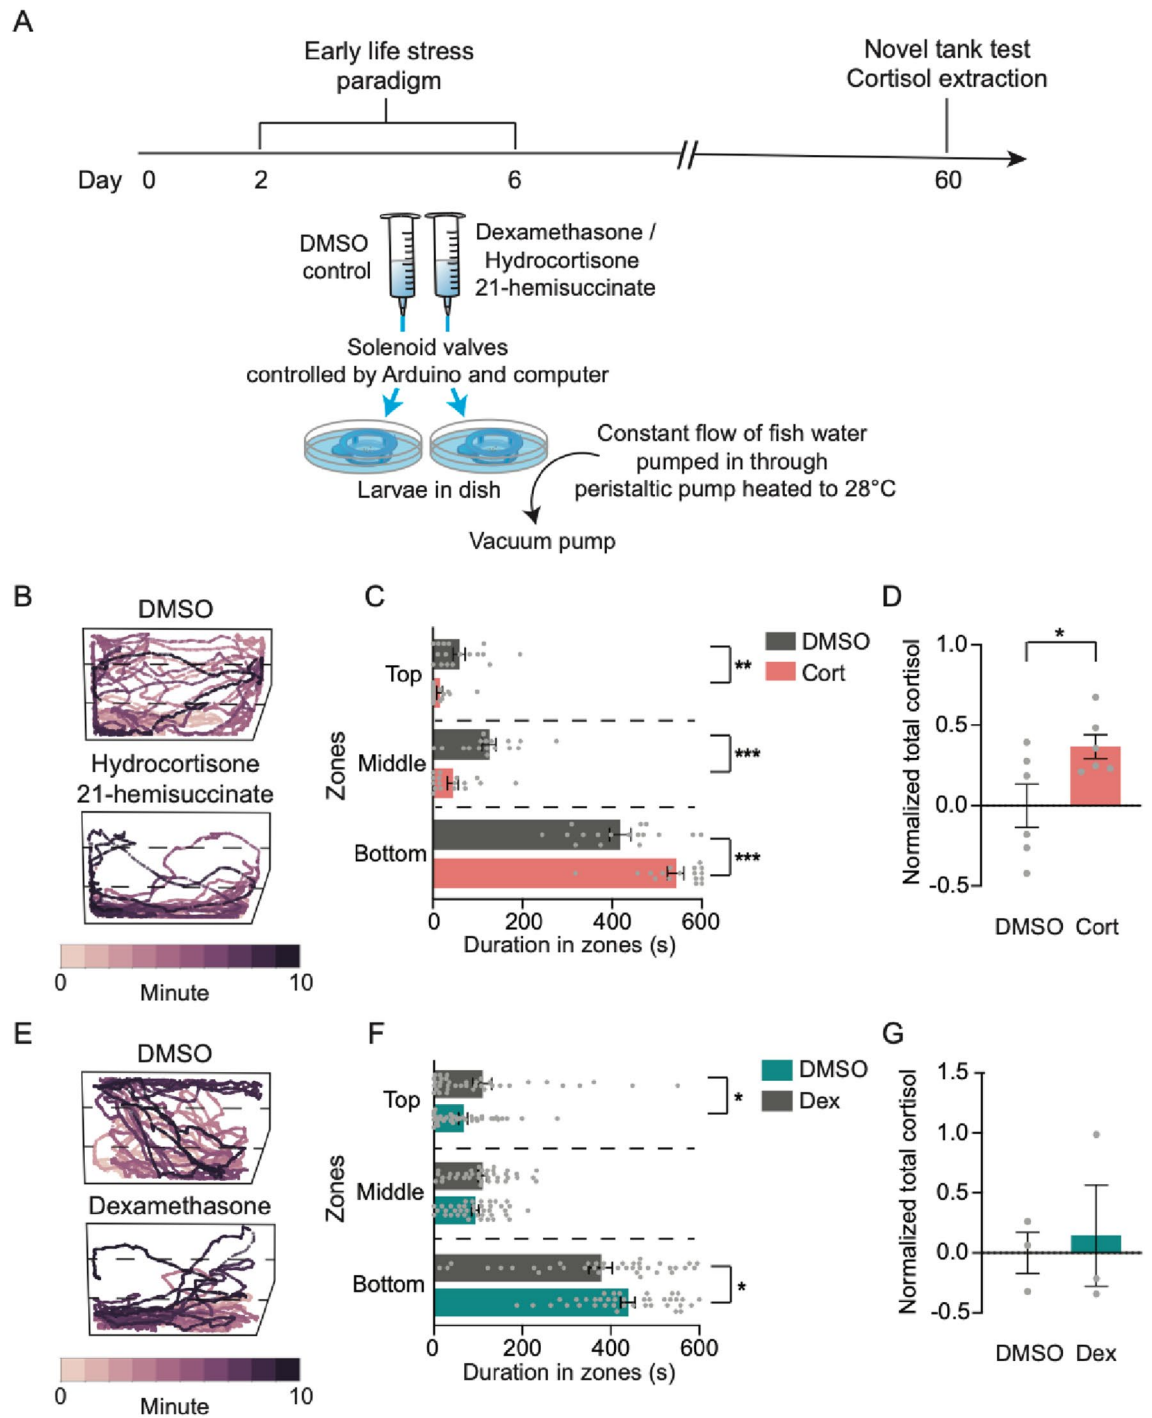 A
Early life stress
paradigm
Novel tank test
Cortisol extraction
Day 0 2 6 60
DMSO
control
Dexamethasone /
Hydrocortisone
21-hemisuccinate
Solenoid valves
controlled by Arduino and computer
Larvae in dish
Constant flow of fish water
pumped in through
peristaltic pump heated to 28°C
Vacuum pump
B
DMSO
Hydrocortisone
21-hemisuccinate
0 10
Minute
C
Zones
Top
Middle
Bottom
**
***
***
DMSO
Cort
0 200 400 600
Duration in zones (s)
D
Normalized total cortisol
1.0
0.5
0.0
-0.5
*
DMSO Cort
E
DMSO
Dexamethasone
0 10
Minute
F
Zones
Top
Middle
Bottom
*
*
DMSO
Dex
0 200 400 600
Duration in zones (s)
G
Normalized total cortisol
1.5
1.0
0.5
0.0
-0.5
DMSO Dex